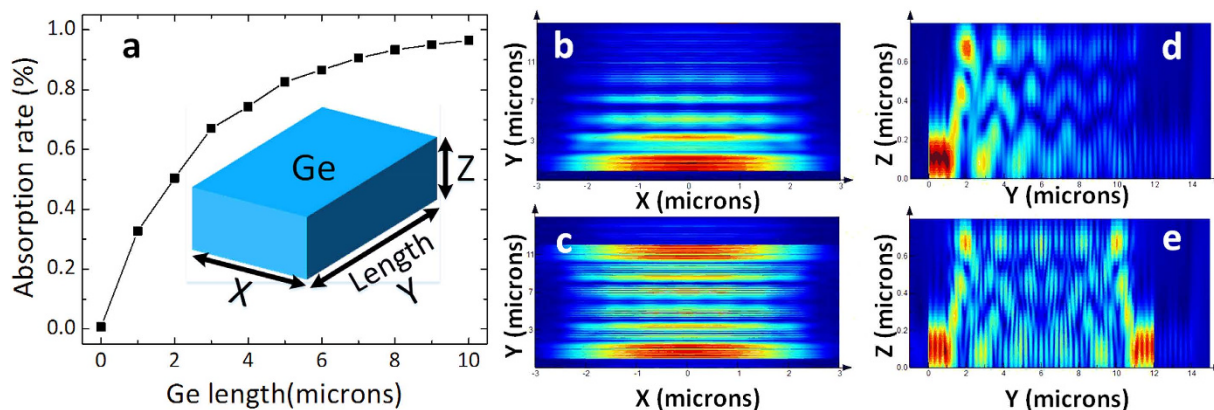 a
Absorption rate (%)
1.0
0.8
0.6
0.4
0.2
0.0
0 2 4 6 8 10
Ge length(microns)
Ge
Z
X
Length
Y
b
Y (microns)
11
7
3
-3 -2 -1 0 1 2 3
X (microns)
c
Y (microns)
11
7
3
-3 -2 -1 0 1 2 3
X (microns)
d
Z (microns)
0.6
0.4
0.2
0.0
0 2 4 6 8 10 12 14
Y (microns)
e
Z (microns)
0.6
0.4
0.2
0.0
0 2 4 6 8 10 12 14
Y (microns)